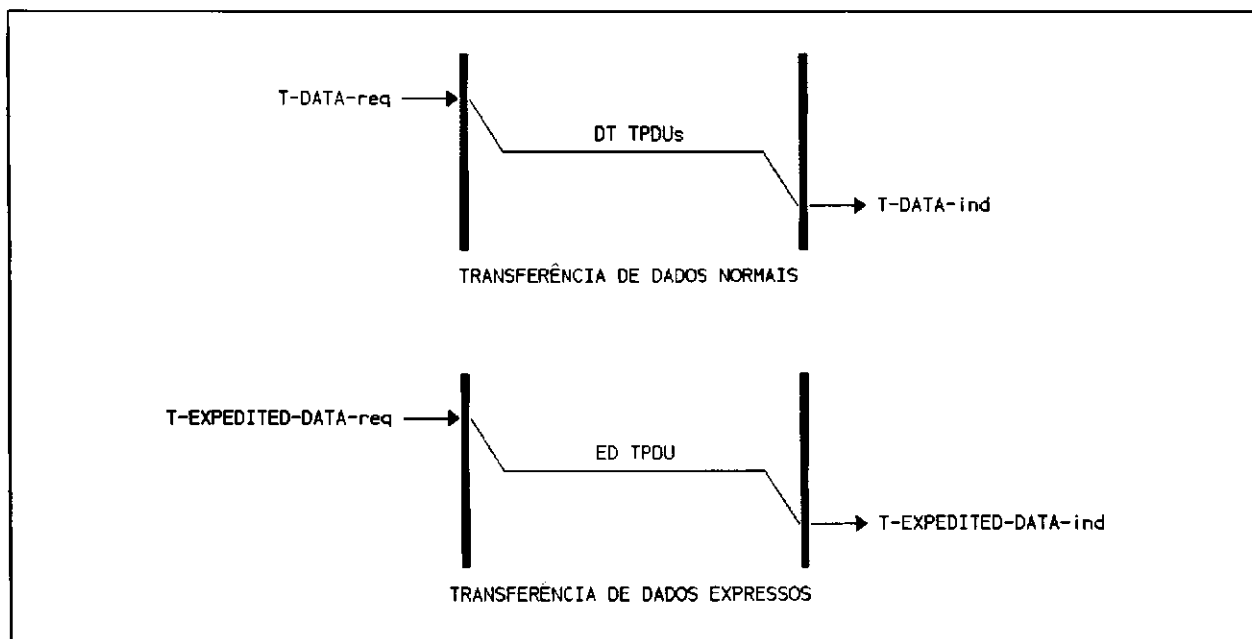 T-DATA-req
DT TPDUs
T-DATA-ind
TRANSFERÊNCIA DE DADOS NORMAIS
T-EXPEDITED-DATA-req
ED TPDU
T-EXPEDITED-DATA-ind
TRANSFERÊNCIA DE DADOS EXPRESSOS